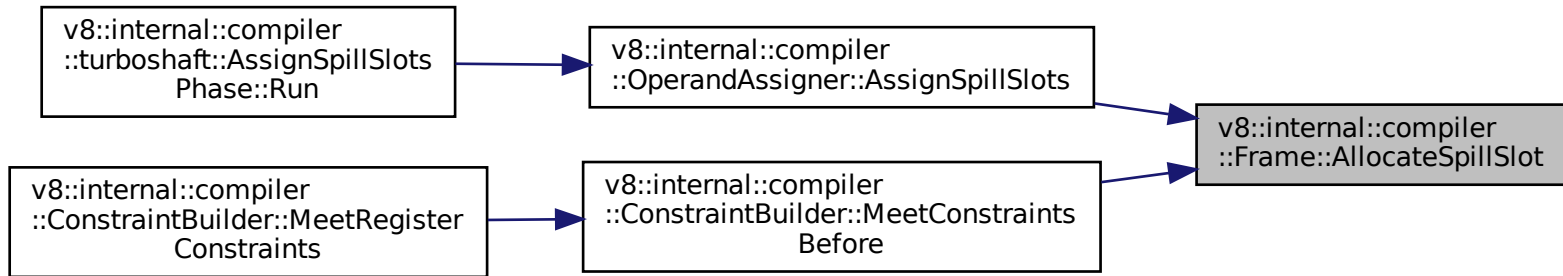 v8::internal::compiler
::turboshaft::AssignSpillSlots
Phase::Run
v8::internal::compiler
::OperandAssigner::AssignSpillSlots
v8::internal::compiler
::Frame::AllocateSpillSlot
v8::internal::compiler
::ConstraintBuilder::MeetRegister
Constraints
v8::internal::compiler
::ConstraintBuilder::MeetConstraints
Before